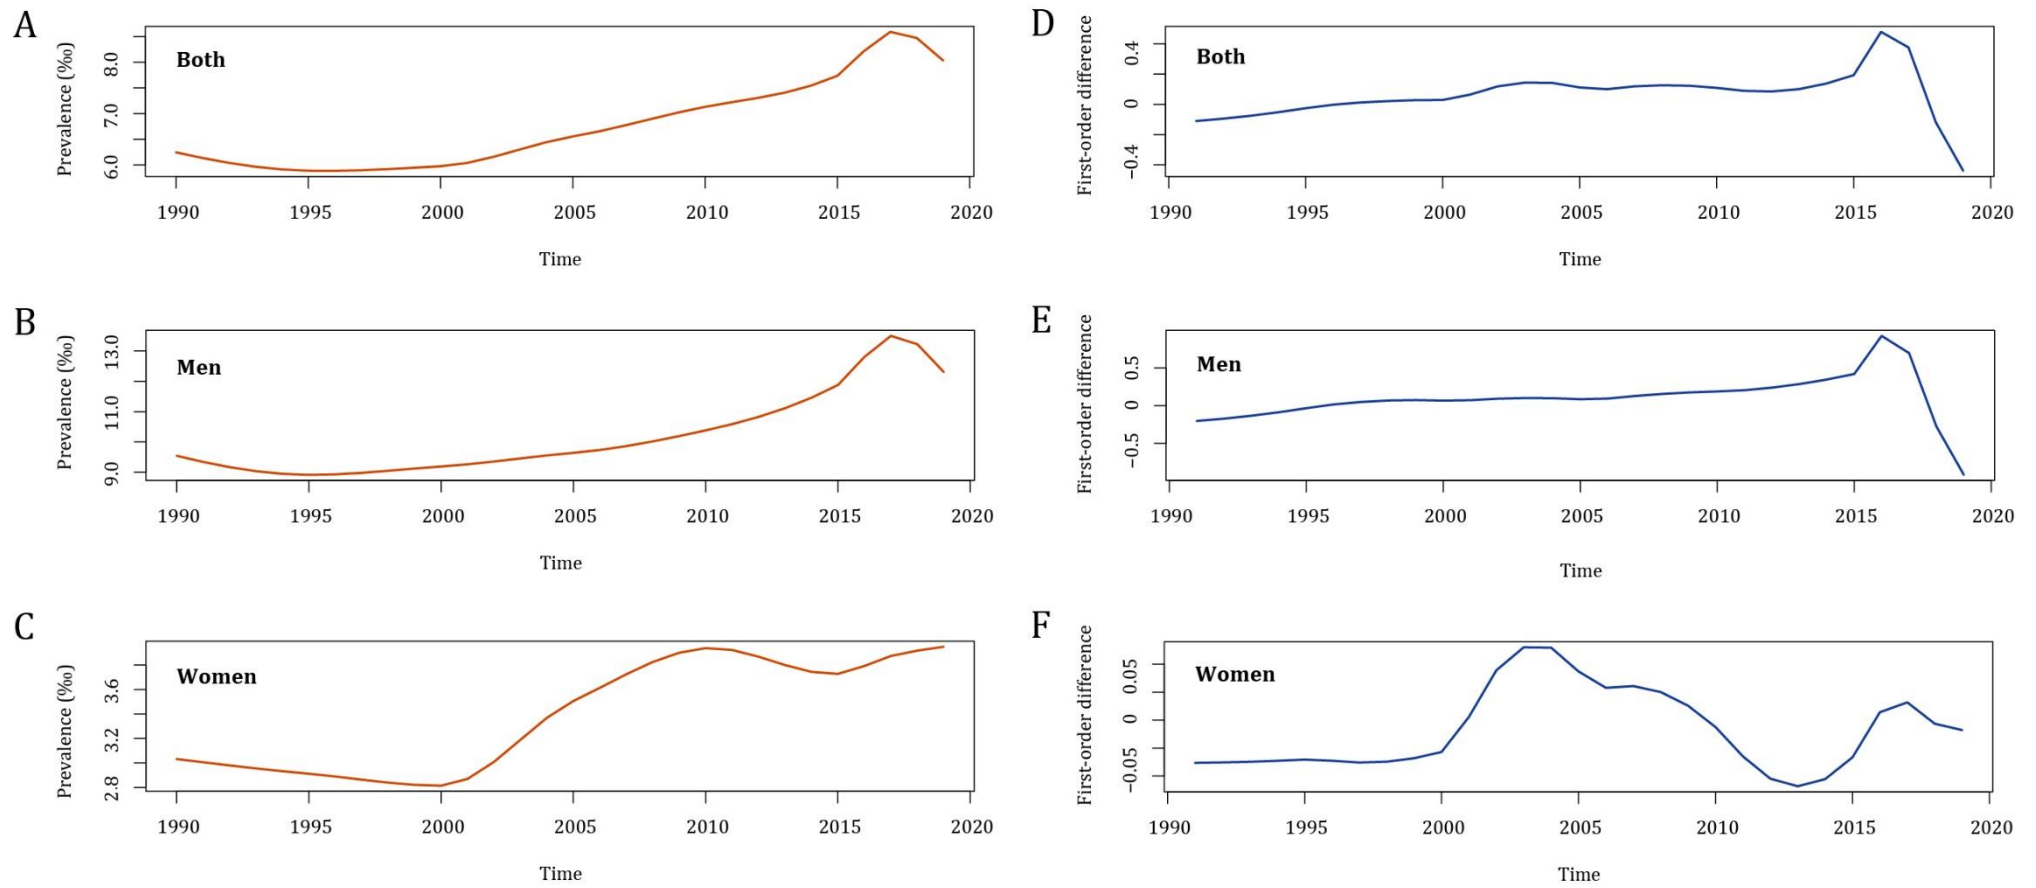 A
Prevalence (‰)
8.0
7.0
6.0
Both
1990 1995 2000 2005 2010 2015 2020
Time
B
Prevalence (‰)
13.0
11.0
9.0
Men
1990 1995 2000 2005 2010 2015 2020
Time
C
Prevalence (‰)
3.6
3.2
2.8
Women
1990 1995 2000 2005 2010 2015 2020
Time
D
First-order difference
0.4
0
−0.4
Both
1990 1995 2000 2005 2010 2015 2020
Time
E
First-order difference
0.5
0
−0.5
Men
1990 1995 2000 2005 2010 2015 2020
Time
F
First-order difference
0.05
0
−0.05
Women
1990 1995 2000 2005 2010 2015 2020
Time